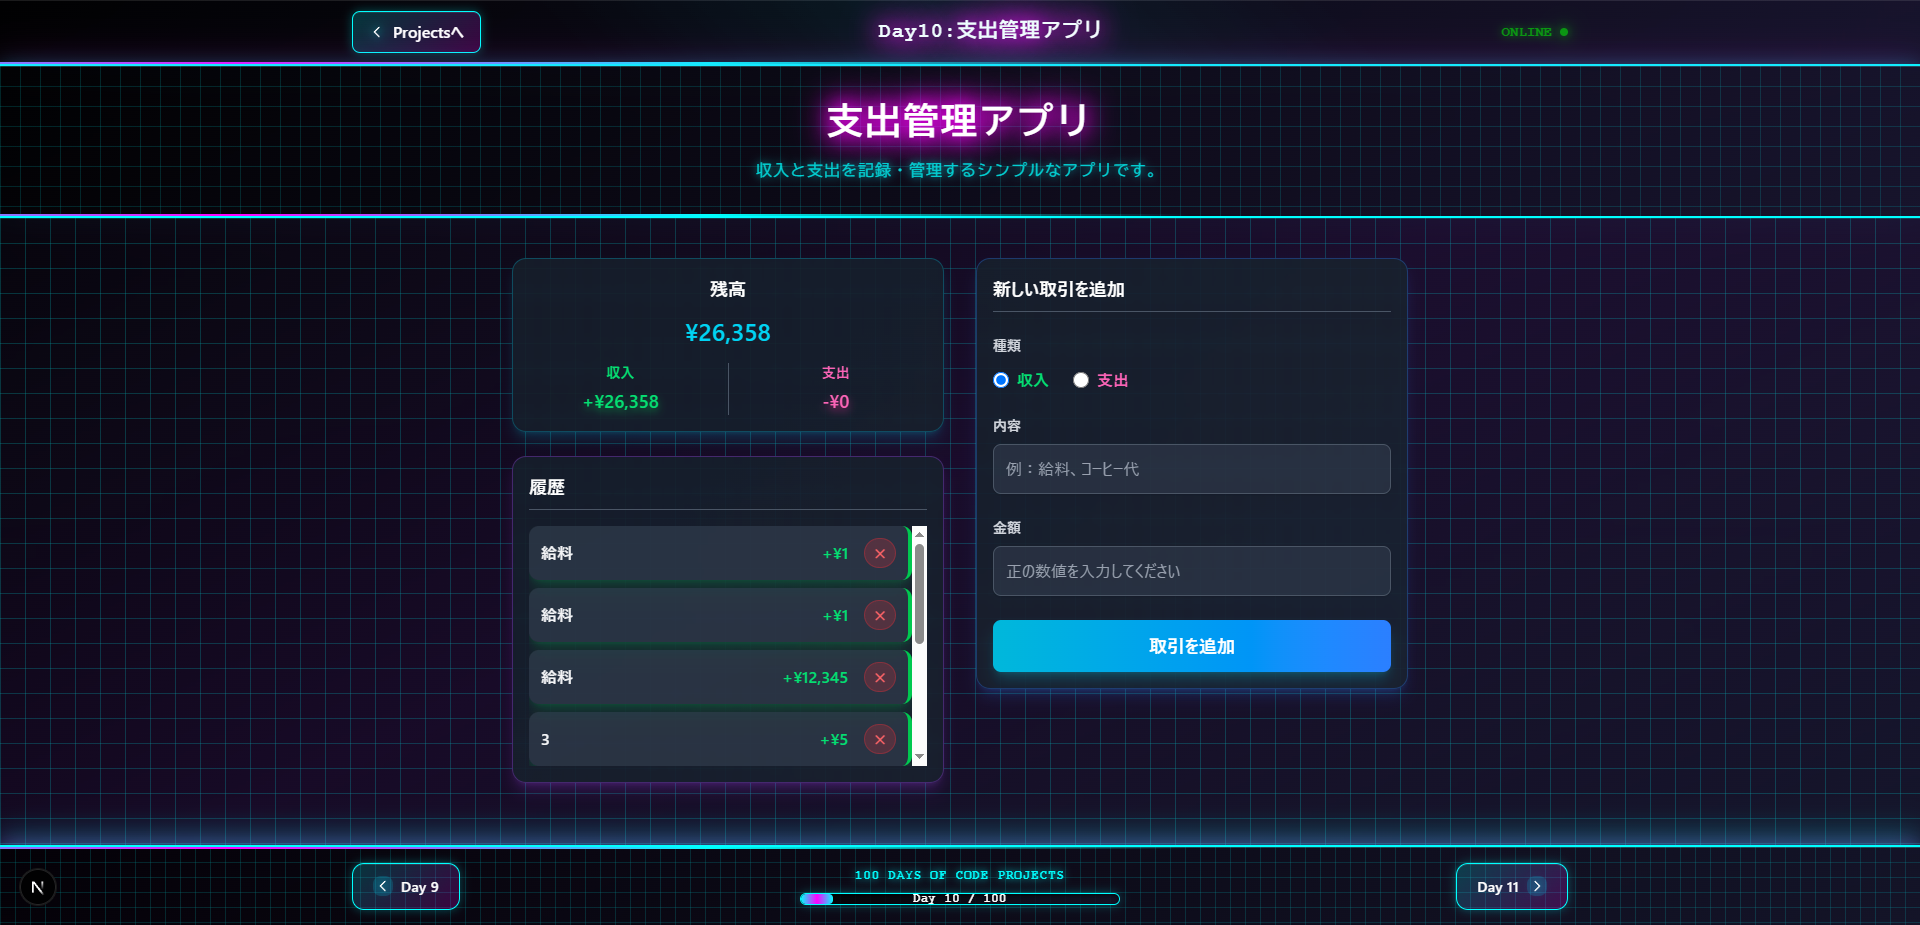 Projectsへ
Day10:支出管理アプリ
ONLINE
支出管理アプリ
収入と支出を記録・管理するシンプルなアプリです。
残高
¥26,358
収入
+¥26,358
支出
-¥0
履歴
給料 +¥1
給料 +¥1
給料 +¥12,345
3 +¥5
新しい取引を追加
種類
収入 支出
内容
例：給料、コーヒー代
金額
正の数値を入力してください
取引を追加
N
Day 9
100 DAYS OF CODE PROJECTS
Day 10 / 100
Day 11